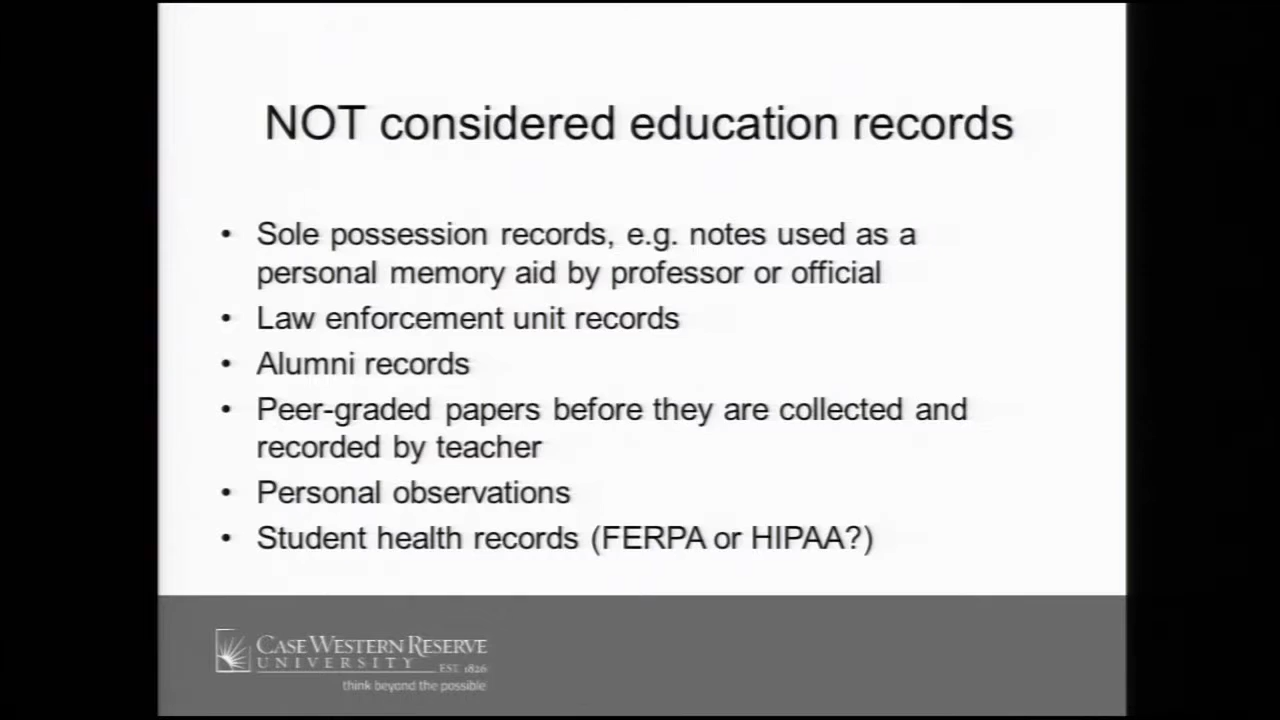 NOT considered education records
• Sole possession records, e.g. notes used as a
personal memory aid by professor or official
• Law enforcement unit records
• Alumni records
• Peer-graded papers before they are collected and
recorded by teacher
• Personal observations
• Student health records (FERPA or HIPAA?)
CASE WESTERN RESERVE
UNIVERSITY EST. 1826
think beyond the possible